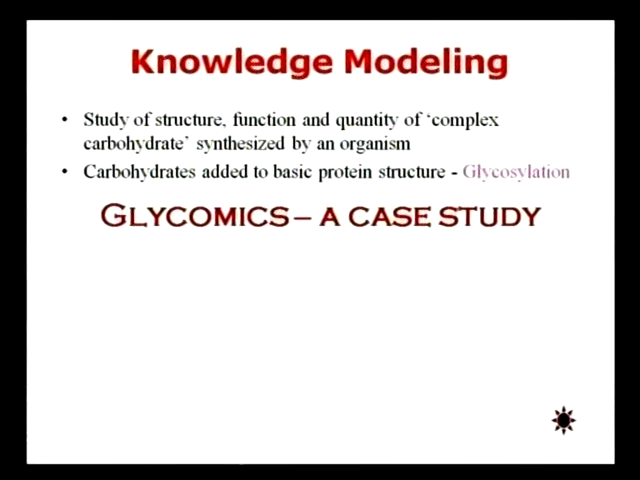 Knowledge Modeling
• Study of structure, function and quantity of ‘complex
carbohydrate’ synthesized by an organism
• Carbohydrates added to basic protein structure - Glycosylation
GLYCOMICS – A CASE STUDY